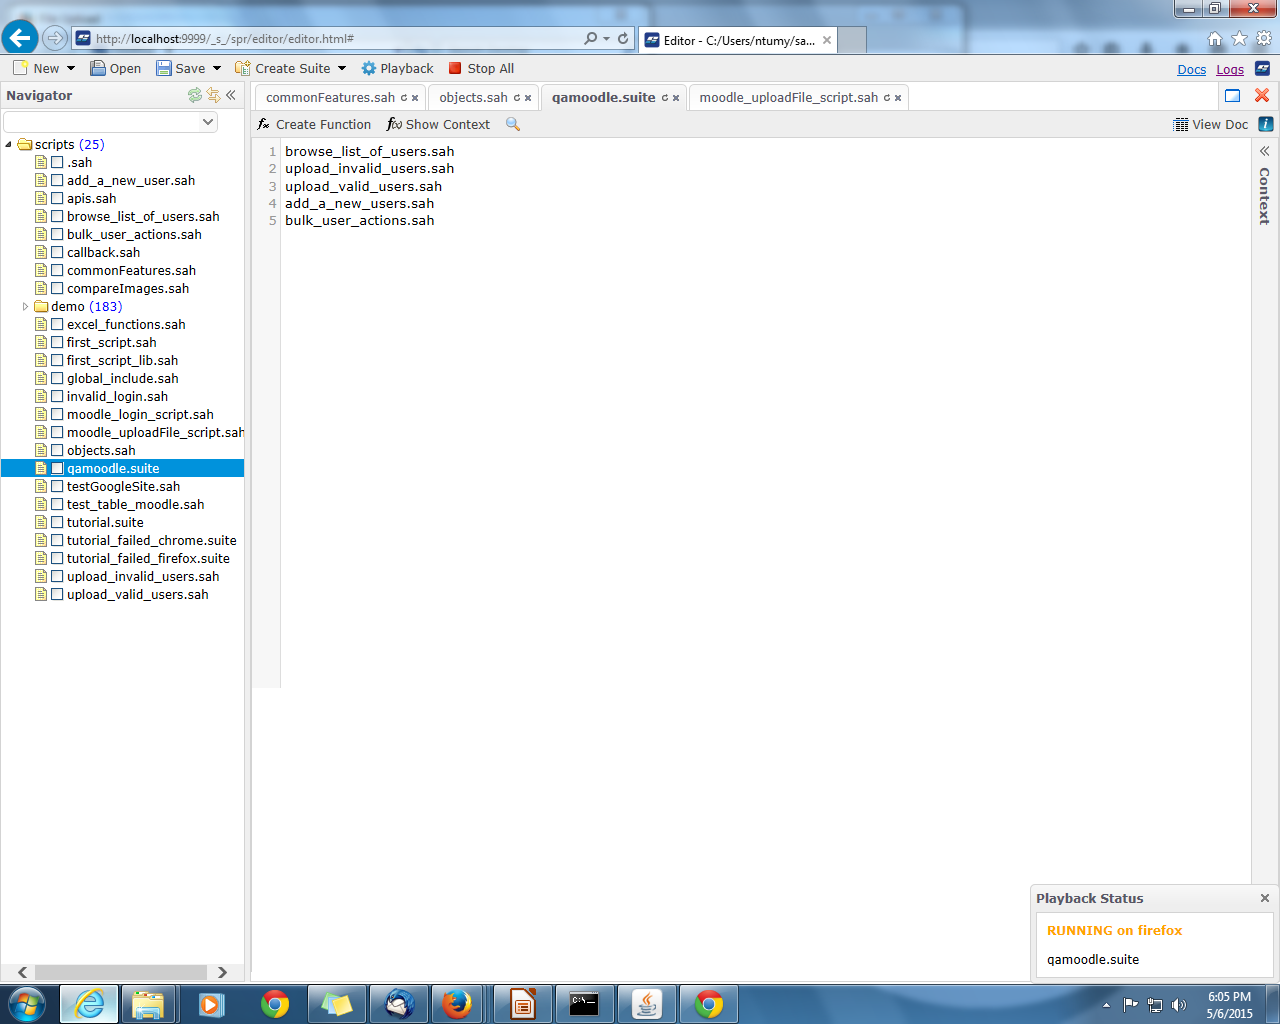 http://localhost:9999/_s_/spr/editor/editor.html#
Editor - C:/Users/ntumy/sa...
New Open Save Create Suite Playback Stop All
Docs Logs
Navigator
commonFeatures.sah objects.sah qamoodle.suite moodle_uploadFile_script.sah
Create Function Show Context View Doc
scripts (25)
.sah
add_a_new_user.sah
apis.sah
browse_list_of_users.sah
bulk_user_actions.sah
callback.sah
commonFeatures.sah
compareImages.sah
demo (183)
excel_functions.sah
first_script.sah
first_script_lib.sah
global_include.sah
invalid_login.sah
moodle_login_script.sah
moodle_uploadFile_script.sah
objects.sah
qamoodle.suite
testGoogleSite.sah
test_table_moodle.sah
tutorial.suite
tutorial_failed_chrome.suite
tutorial_failed_firefox.suite
upload_invalid_users.sah
upload_valid_users.sah
1 browse_list_of_users.sah
2 upload_invalid_users.sah
3 upload_valid_users.sah
4 add_a_new_users.sah
5 bulk_user_actions.sah
Context
Playback Status
RUNNING on firefox
qamoodle.suite
6:05 PM
5/6/2015